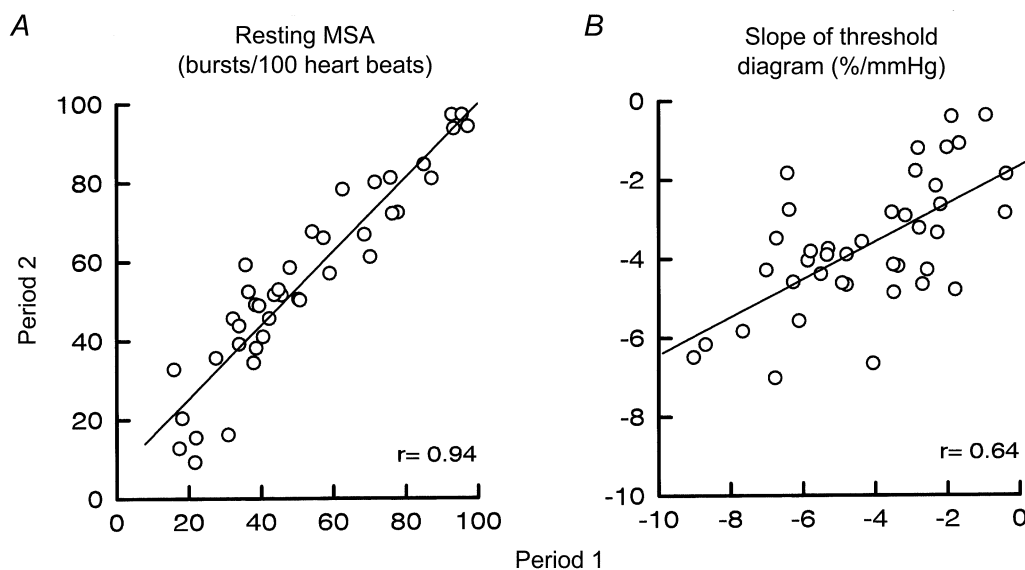 A
Resting MSA
(bursts/100 heart beats)
B
Slope of threshold
diagram (%/mmHg)
Period 2
100
80
60
40
20
0
0 20 40 60 80 100
r= 0.94
0
-2
-4
-6
-8
-10
-10 -8 -6 -4 -2 0
r= 0.64
Period 1